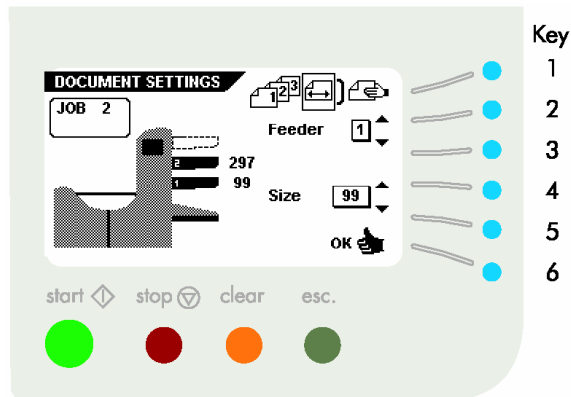 Key
1
2
3
4
5
6
DOCUMENT SETTINGS
1 2 3
JOB 2
Feeder 1
2 297
1 99
Size 99
OK
start stop clear esc.